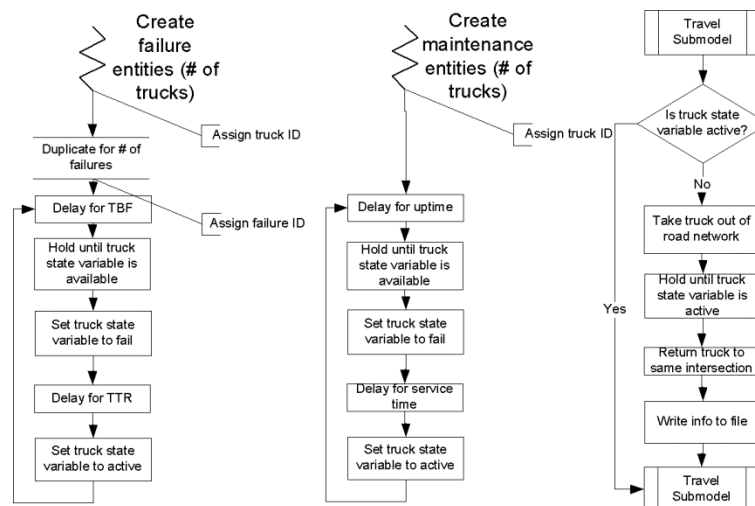 Create
failure
entities (# of
trucks)
Assign truck ID
Duplicate for # of
failures
Assign failure ID
Delay for TBF
Hold until truck
state variable is
available
Set truck state
variable to fail
Delay for TTR
Set truck state
variable to active
Create
maintenance
entities (# of
trucks)
Assign truck ID
Delay for uptime
Hold until truck
state variable is
available
Set truck state
variable to fail
Delay for service
time
Set truck state
variable to active
Travel
Submodel
Is truck state
variable active?
No
Yes
Take truck out of
road network
Hold until truck
state variable is
active
Return truck to
same intersection
Write info to file
Travel
Submodel